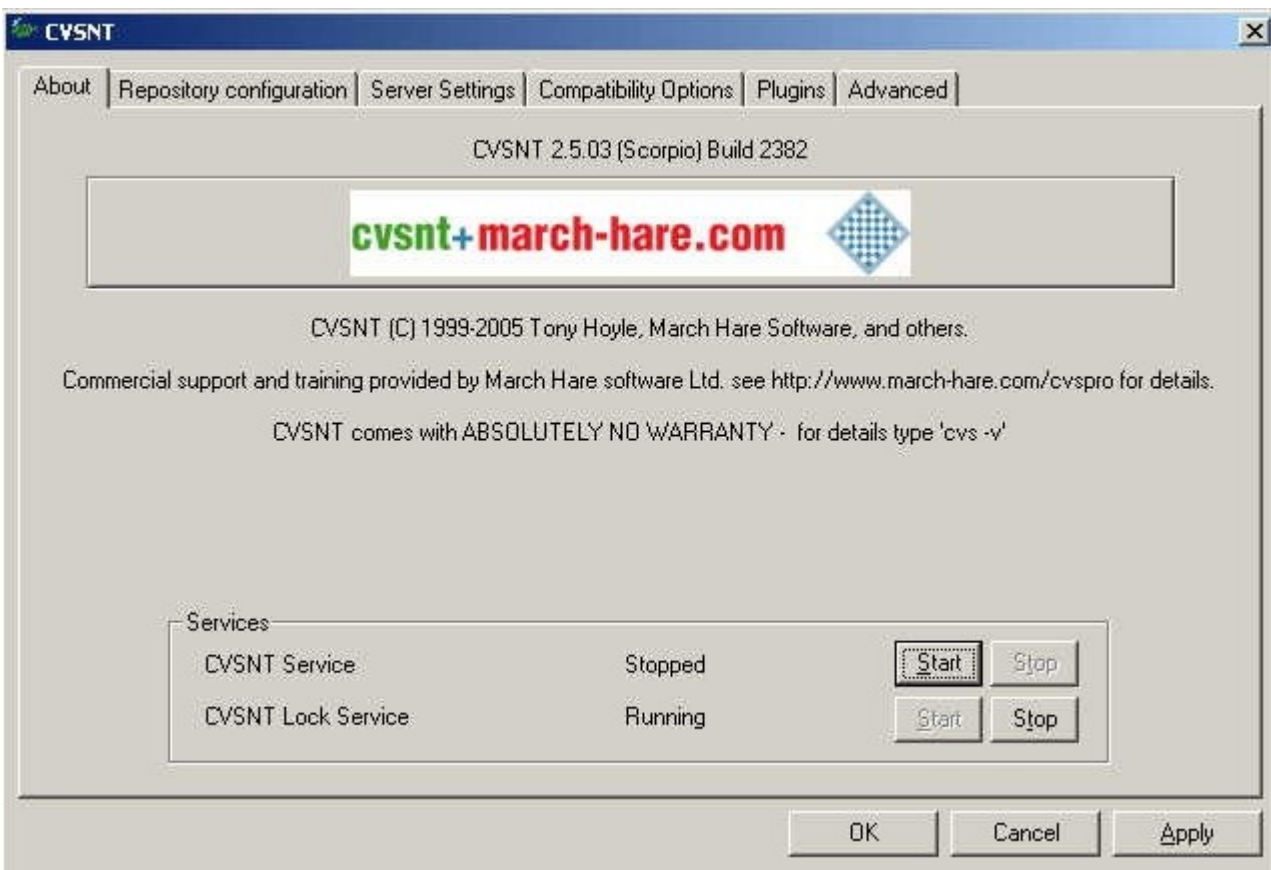 CVSNT
About Repository configuration Server Settings Compatibility Options Plugins Advanced
CVSNT 2.5.03 (Scorpio) Build 2382
cvsnt+march-hare.com
CVSNT (C) 1999-2005 Tony Hoyle, March Hare Software, and others.
Commercial support and training provided by March Hare software Ltd. see http://www.march-hare.com/cvspro for details.
CVSNT comes with ABSOLUTELY NO WARRANTY - for details type 'cvs -v'
Services
CVSNT Service Stopped Start Stop
CVSNT Lock Service Running Start Stop
OK Cancel Apply